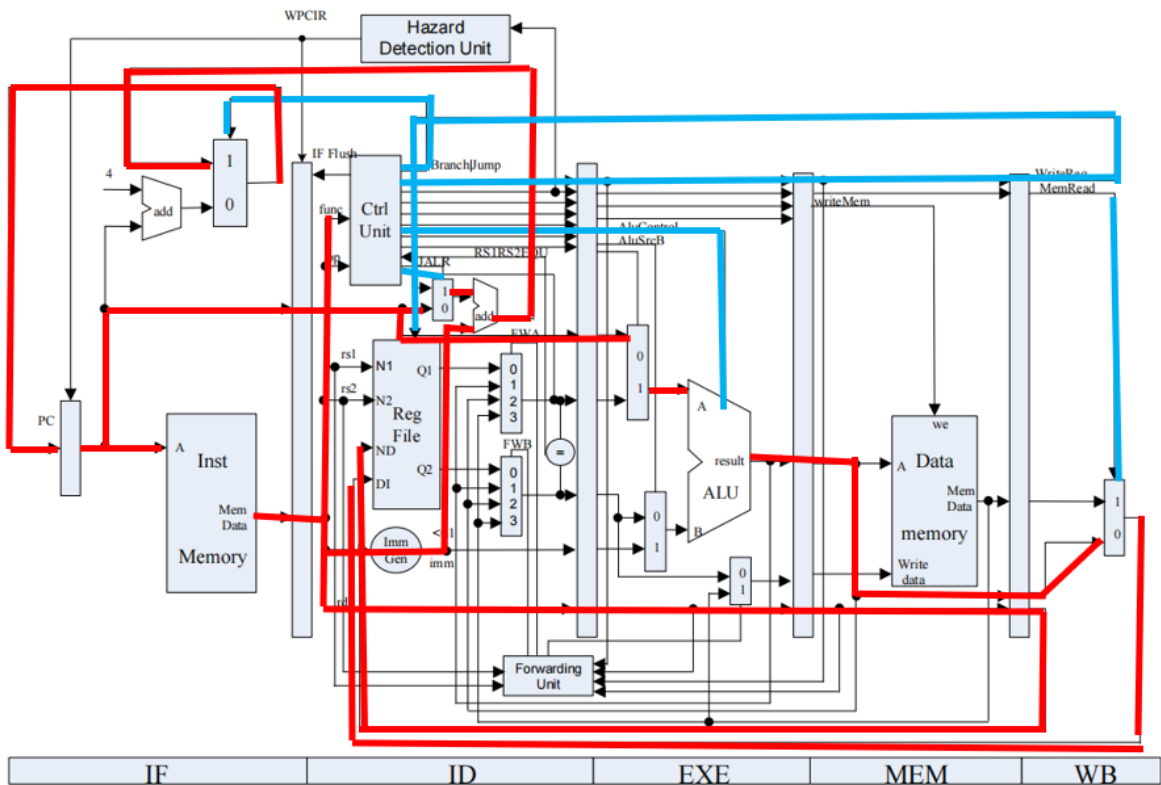 WPCIR
Hazard
Detection Unit
IF Flush
Branch|Jump
WriteReg
MemRead
writeMem
4
1
0
add
func
Ctrl
Unit
AluControl
AluSrcB
RS1RS2EQU
JALR
1
0
add
FWA
rs1
N1
Q1
0
1
2
3
0
1
rs2
N2
Reg
File
A
PC
we
A
Inst
ND
=
result
A
Data
FWB
DI
Q2
0
1
2
3
ALU
Mem
Data
1
0
Mem
Data
0
1
B
memory
Memory
Imm
Gen
imm
Write
data
0
1
rd
Forwarding
Unit
IF
ID
EXE
MEM
WB